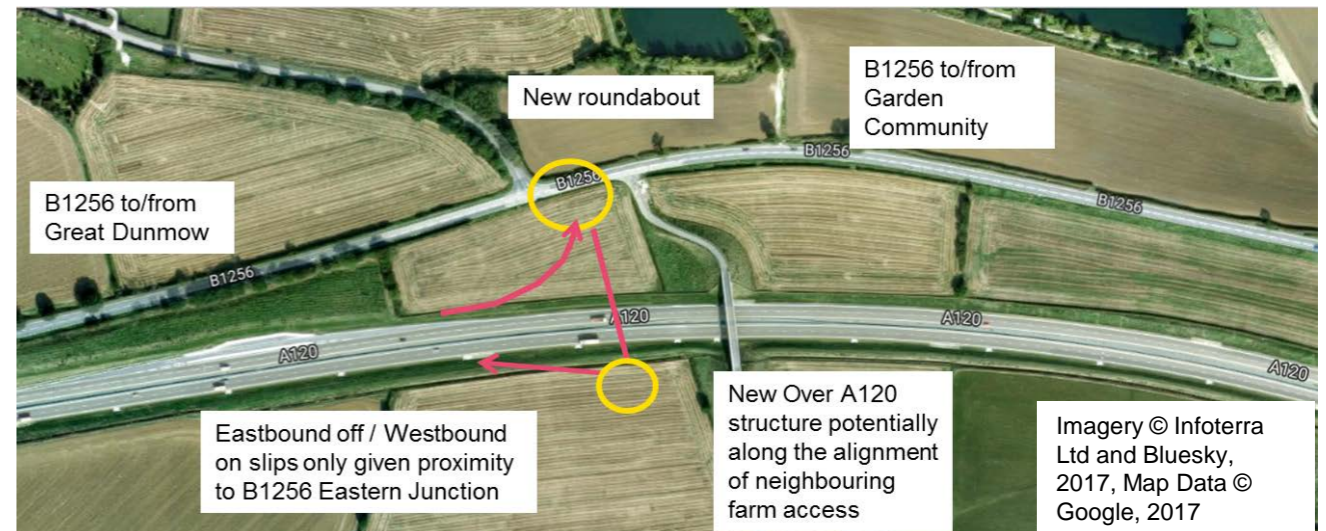 New roundabout
B1256 to/from
Garden
Community
B1256 to/from
Great Dunmow
B1256
B1256
B1256
B1256
A120
A120
A120
A120
Eastbound off / Westbound
on slips only given proximity
to B1256 Eastern Junction
New Over A120
structure potentially
along the alignment
of neighbouring
farm access
Imagery © Infoterra
Ltd and Bluesky,
2017, Map Data ©
Google, 2017